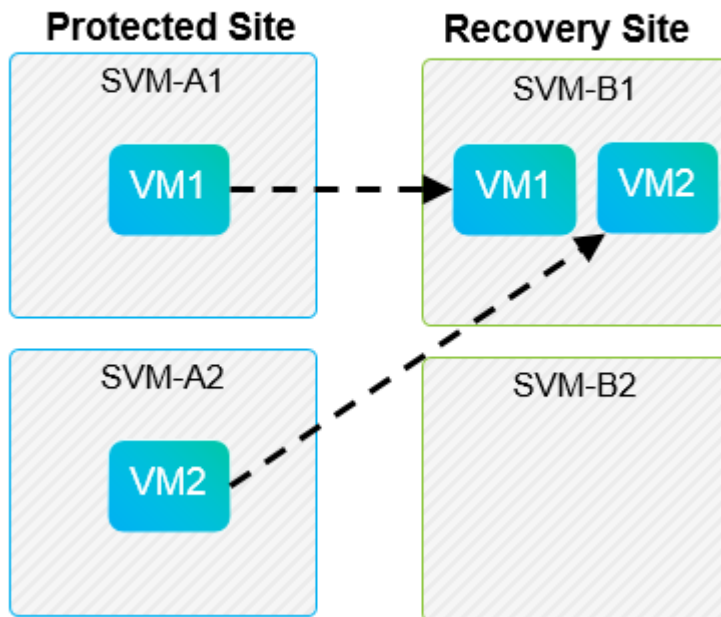 Protected Site
Recovery Site
SVM-A1
SVM-B1
VM1
VM1
VM2
SVM-A2
SVM-B2
VM2